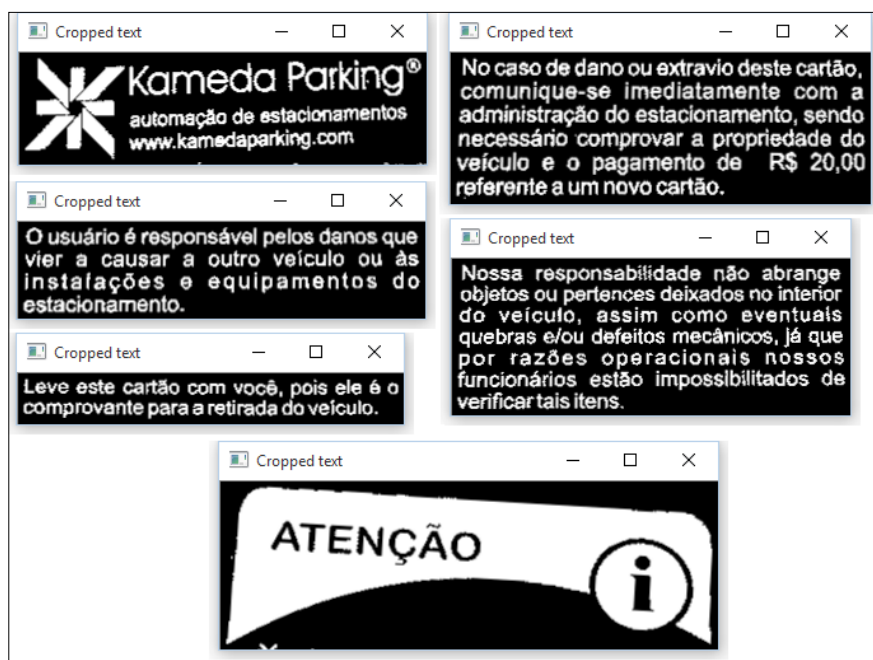 Cropped text
Kameda Parking®
automação de estacionamentos
www.kamedaparking.com
Cropped text
O usuário é responsável pelos danos que
vier a causar a outro veículo ou às
instalações e equipamentos do
estacionamento.
Cropped text
Leve este cartão com você, pois ele é o
comprovante para a retirada do veículo.
Cropped text
No caso de dano ou extravio deste cartão,
comunique-se imediatamente com a
administração do estacionamento, sendo
necessário comprovar a propriedade do
veículo e o pagamento de R$ 20,00
referente a um novo cartão.
Cropped text
Nossa responsabilidade não abrange
objetos ou pertences deixados no interior
do veículo, assim como eventuais
quebras e/ou defeitos mecânicos, já que
por razões operacionais nossos
funcionários estão impossibilitados de
verificar tais itens.
Cropped text
ATENÇÃO
i